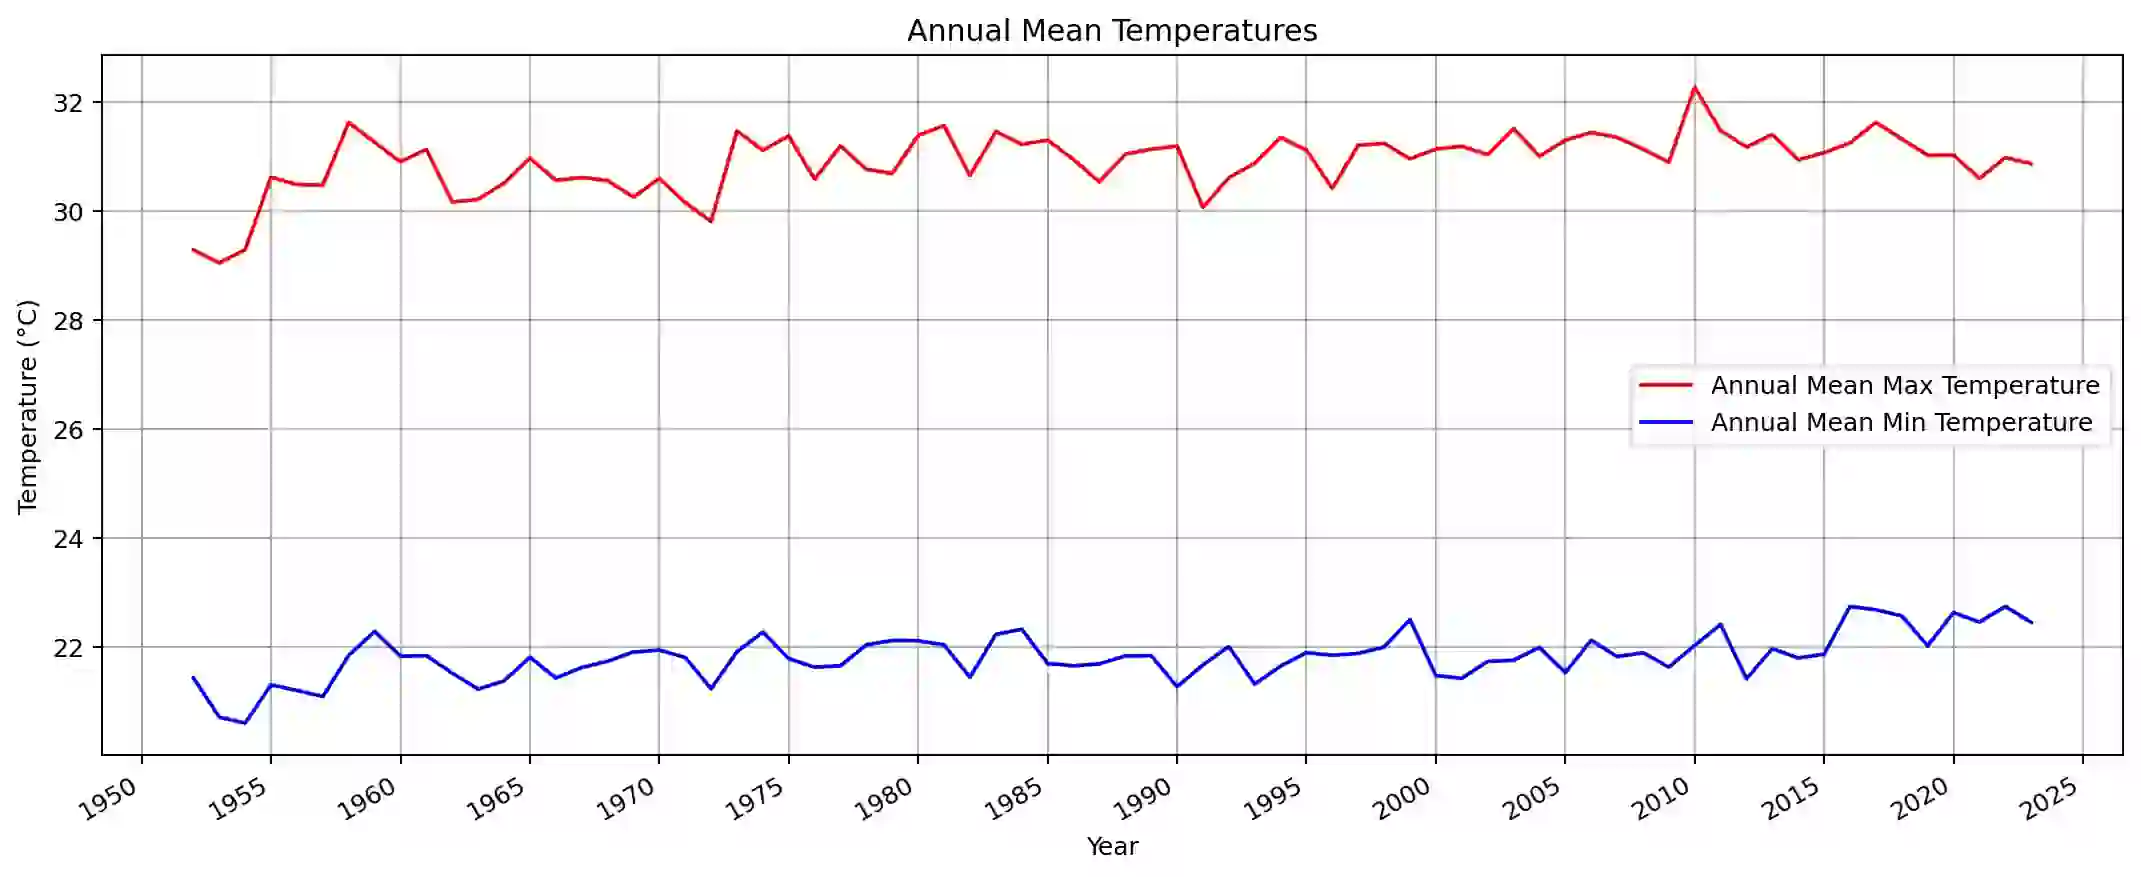 Annual Mean Temperatures
32
30
28
26
24
22
Temperature (°C)
Annual Mean Max Temperature
Annual Mean Min Temperature
1950 1955 1960 1965 1970 1975 1980 1985 1990 1995 2000 2005 2010 2015 2020 2025
Year